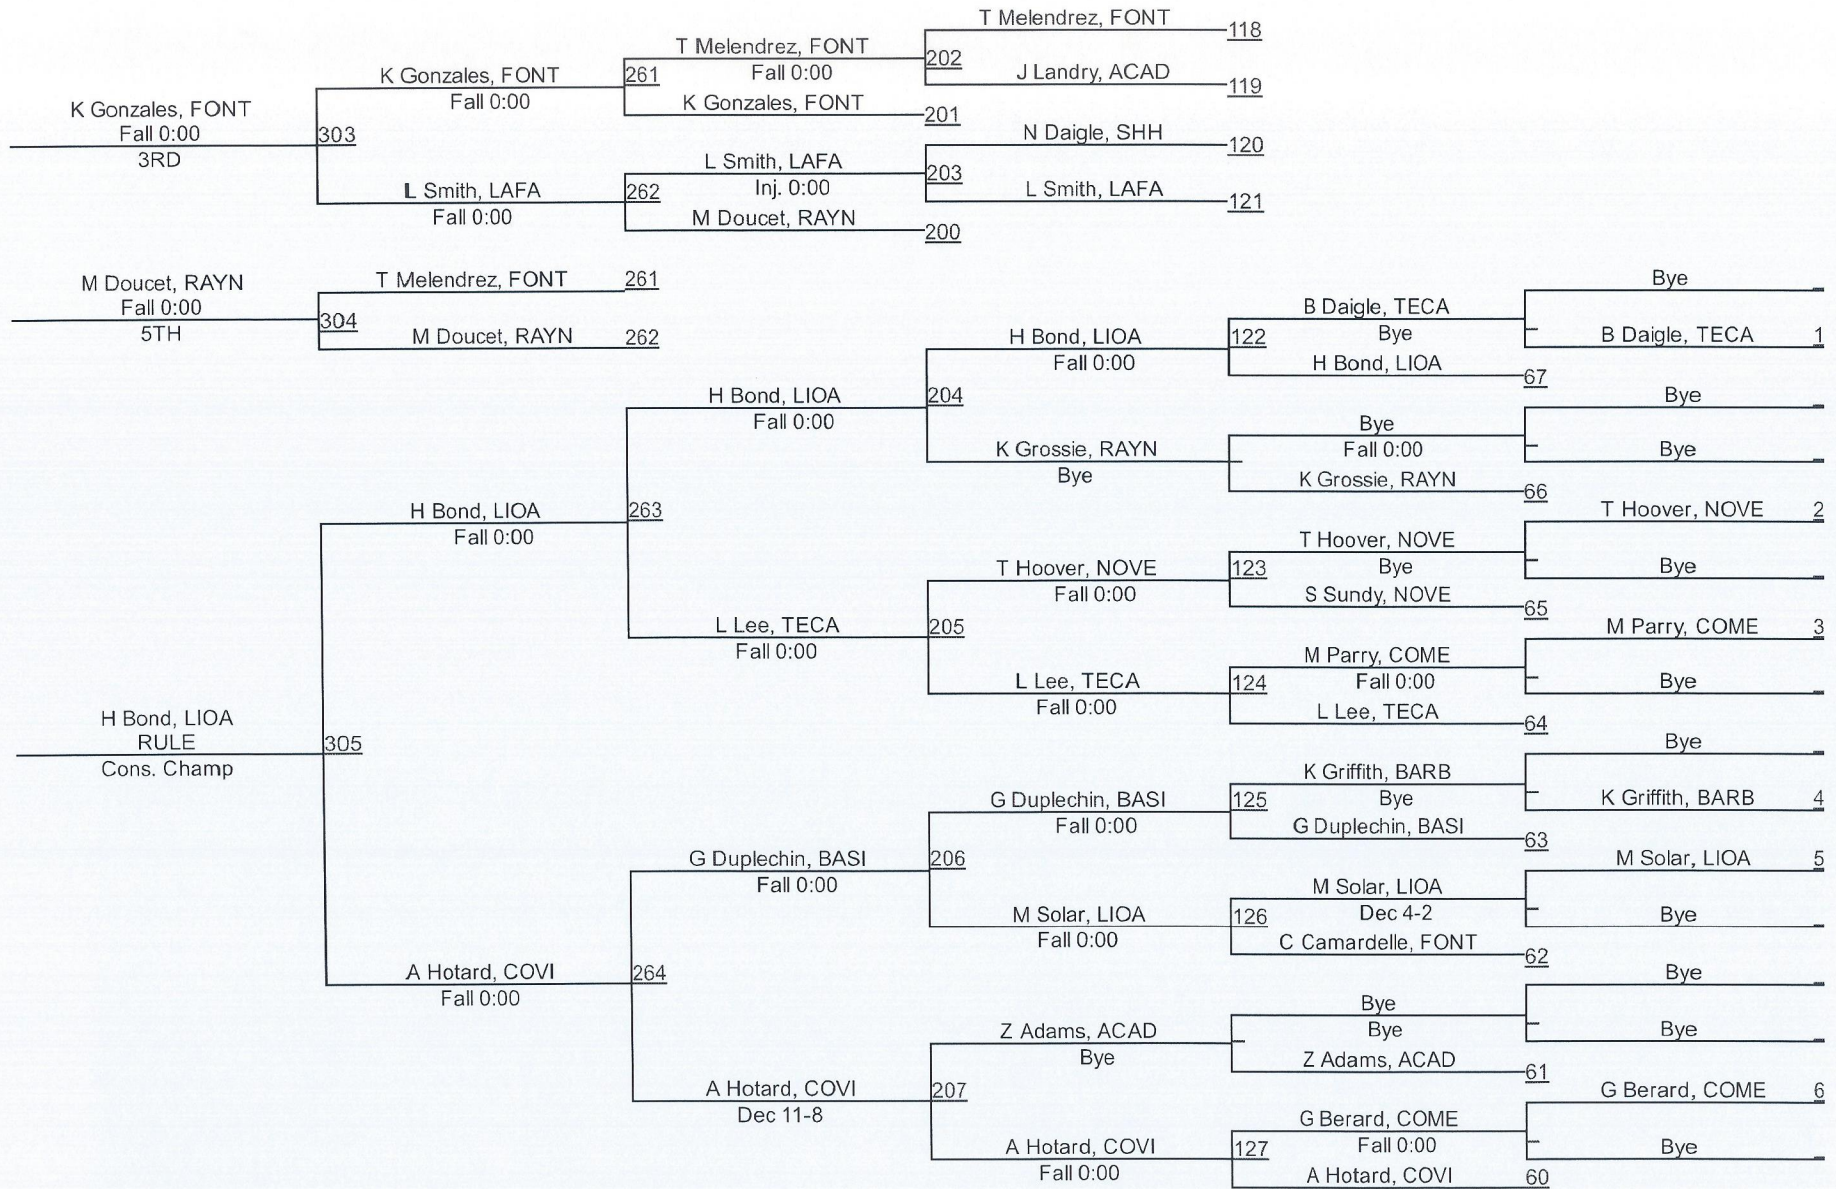 T Melendrez, FONT
118
T Melendrez, FONT
202
Fall 0:00
J Landry, ACAD
119
K Gonzales, FONT
261
Fall 0:00
K Gonzales, FONT
201
K Gonzales, FONT
Fall 0:00
303
3RD
N Daigle, SHH
120
L Smith, LAFA
203
Inj. 0:00
L Smith, LAFA
121
L Smith, LAFA
262
Fall 0:00
M Doucet, RAYN
200
M Doucet, RAYN
Fall 0:00
304
5TH
T Melendrez, FONT
261
M Doucet, RAYN
262
Bye
B Daigle, TECA
Bye
B Daigle, TECA
1
H Bond, LIOA
122
Fall 0:00
H Bond, LIOA
67
H Bond, LIOA
204
Fall 0:00
Bye
Bye
Fall 0:00
Bye
K Grossie, RAYN
Bye
K Grossie, RAYN
66
H Bond, LIOA
263
Fall 0:00
T Hoover, NOVE
2
T Hoover, NOVE
Bye
Bye
T Hoover, NOVE
123
Fall 0:00
S Sundy, NOVE
65
L Lee, TECA
205
Fall 0:00
M Parry, COME
3
M Parry, COME
Fall 0:00
Bye
L Lee, TECA
124
Fall 0:00
L Lee, TECA
64
H Bond, LIOA
RULE
305
Cons. Champ
Bye
K Griffith, BARB
Bye
K Griffith, BARB
4
G Duplechin, BASI
125
Fall 0:00
G Duplechin, BASI
63
G Duplechin, BASI
206
Fall 0:00
M Solar, LIOA
5
M Solar, LIOA
Dec 4-2
Bye
M Solar, LIOA
126
Fall 0:00
C Camardelle, FONT
62
A Hotard, COVI
264
Fall 0:00
Bye
Bye
Bye
Bye
Z Adams, ACAD
Bye
Z Adams, ACAD
61
A Hotard, COVI
207
Dec 11-8
G Berard, COME
6
G Berard, COME
Fall 0:00
Bye
A Hotard, COVI
127
Fall 0:00
A Hotard, COVI
60